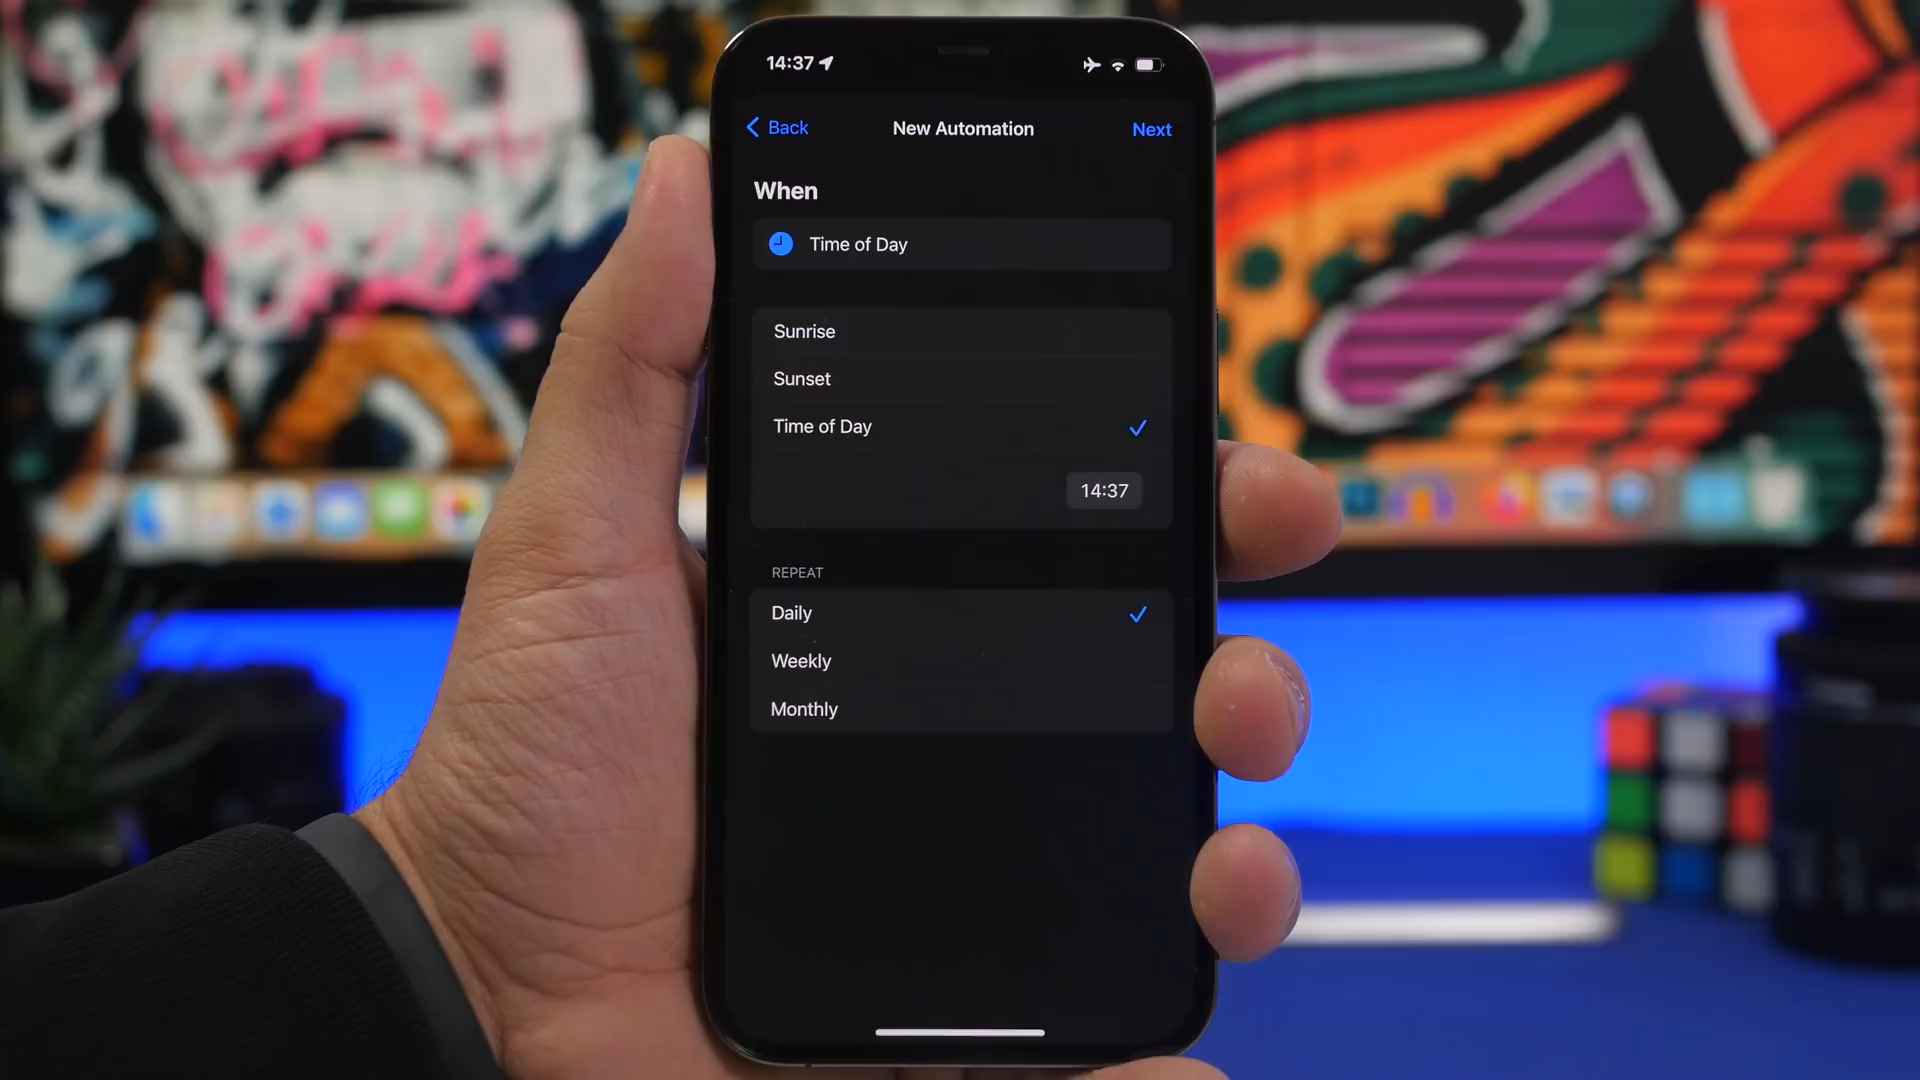 14:37
Back
New Automation
Next
When
Time of Day
Sunrise
Sunset
Time of Day
14:37
REPEAT
Daily
Weekly
Monthly